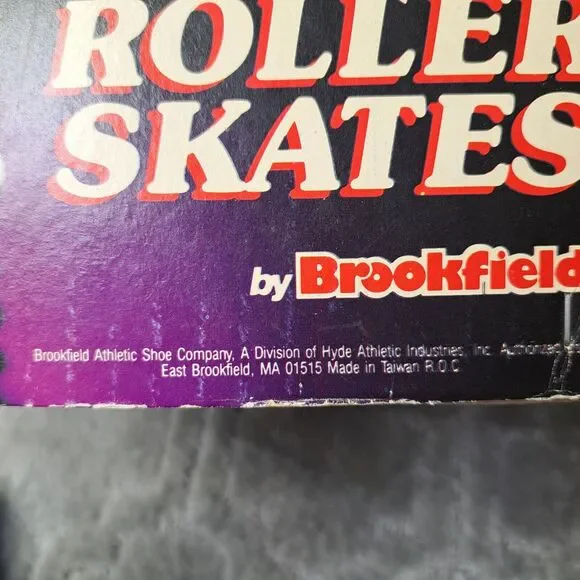 ROLLER
SKATES
by Brookfield
Brookfield Athletic Shoe Company, A Division of Hyde Athletic Industries, Inc. Authorized
East Brookfield, MA 01515 Made in Taiwan R.O.C